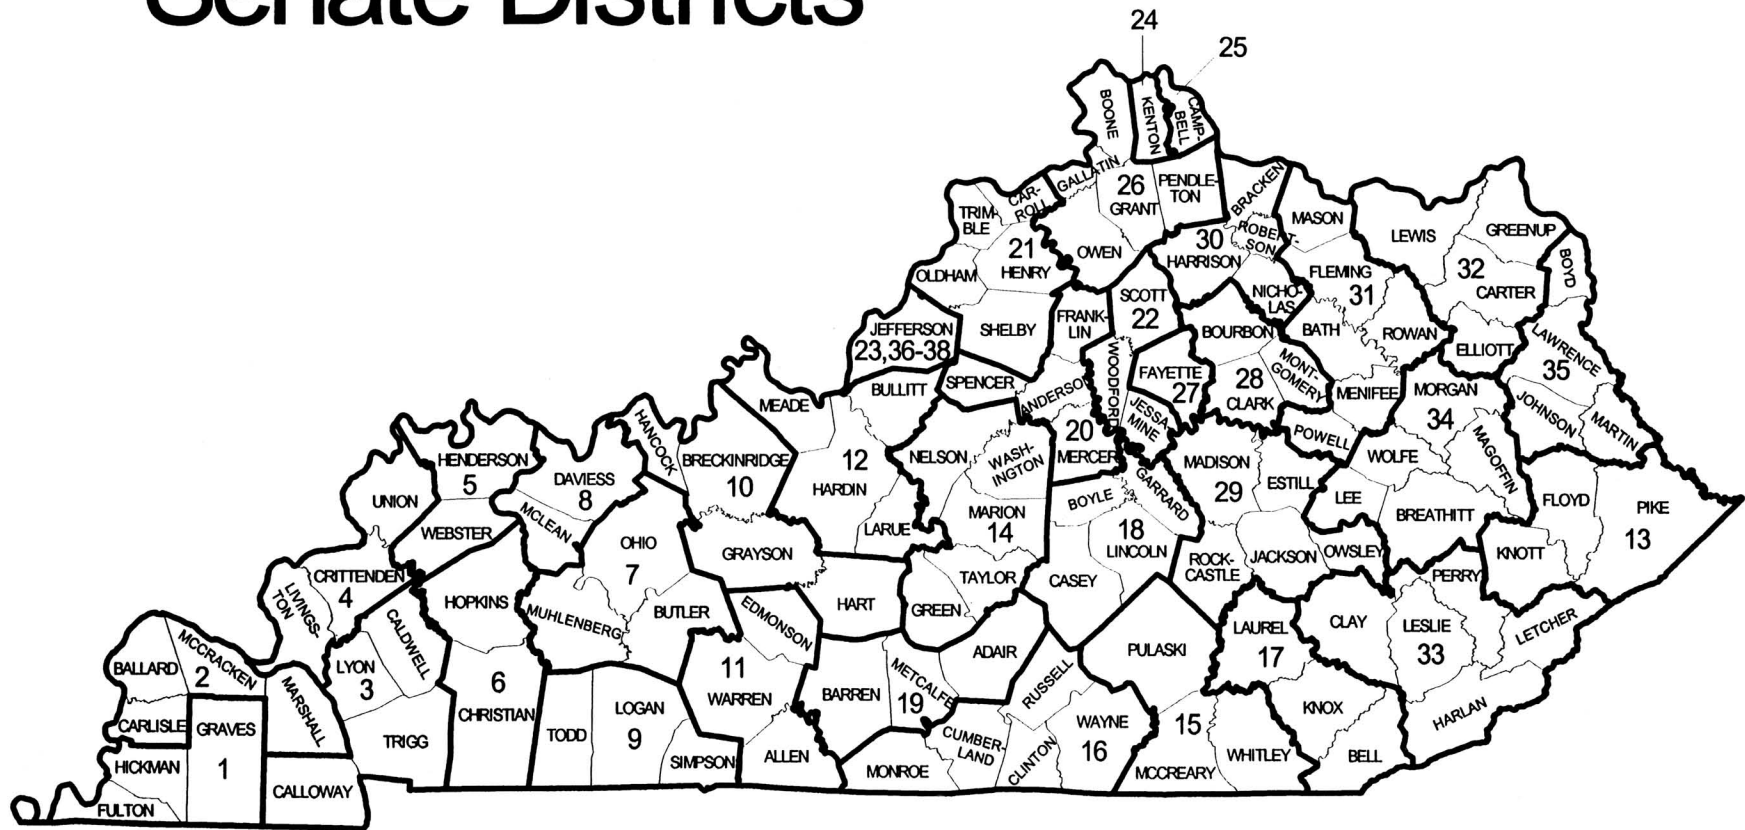 Senate Districts
24
25
BOONE
KENTON
CAMP-
BELL
GALLATIN
26
GRANT
PENDLE-
TON
BRACKEN
CAR-
ROLL
TRIM-
BLE
21
HENRY
OLDHAM
OWEN
30
HARRISON
ROBERT-
SON
MASON
LEWIS
GREENUP
BOYD
32
CARTER
FLEMING
31
NICHO-
LAS
SCOTT
22
FRANK-
LIN
SHELBY
JEFFERSON
23,36-38
BOURBON
BATH
ROWAN
ELLIOTT
LAWRENCE
35
WOODFORD
FAYETTE
27
28
CLARK
MONT-
GOMERY
MENIFEE
MORGAN
34
JOHNSON
MARTIN
MAGOFFIN
BULLITT
SPENCER
ANDERSON
JESSA-
MINE
20
MERCER
MEADE
HANCOCK
BRECKINRIDGE
10
12
HARDIN
NELSON
WASH-
INGTON
POWELL
WOLFE
MADISON
29
ESTILL
LEE
BREATHITT
FLOYD
PIKE
13
HENDERSON
5
DAVIESS
8
UNION
WEBSTER
MCLEAN
OHIO
7
GRAYSON
LARUE
MARION
14
BOYLE
GARRARD
18
LINCOLN
CASEY
ROCK-
CASTLE
JACKSON
OWSLEY
KNOTT
PERRY
CRITTENDEN
4
LIVINGS-
TON
CALDWELL
HOPKINS
MUHLENBERG
BUTLER
EDMONSON
HART
GREEN
TAYLOR
ADAIR
PULASKI
LAUREL
17
CLAY
LESLIE
33
LETCHER
HARLAN
BALLARD
2
MCCRACKEN
MARSHALL
LYON
3
6
CHRISTIAN
11
WARREN
BARREN
METCALFE
19
RUSSELL
WAYNE
16
15
KNOX
BELL
WHITLEY
MCCREARY
CARLISLE
GRAVES
1
HICKMAN
FULTON
CALLOWAY
TRIGG
TODD
LOGAN
9
SIMPSON
ALLEN
MONROE
CUMBER-
LAND
CLINTON